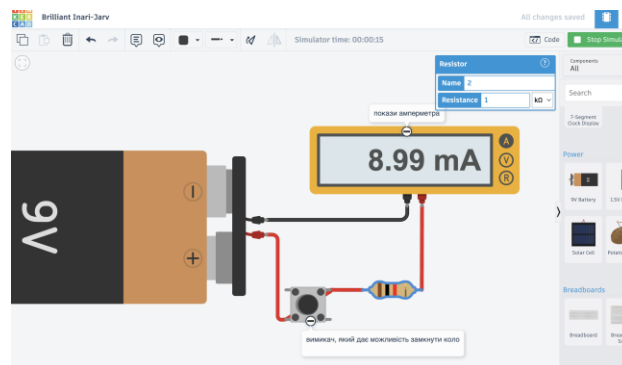 Brilliant Inari-Jarv
All changes saved
Simulator time: 00:00:15
Code
Stop Simul
Resistor
Name 2
Resistance 1 kΩ
Components
All
Search
7-Segment
Clock Display
покази амперметра
8.99 mA
A
V
R
Power
9V Battery
1.5V
Solar Cell
Breadboards
Breadboard
9V
вимикач, який дає можливість замкнути коло